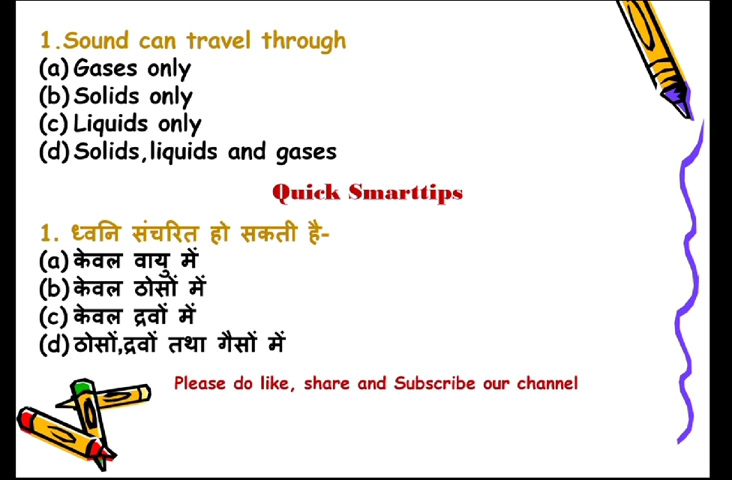 1.Sound can travel through
(a) Gases only
(b) Solids only
(c) Liquids only
(d) Solids,liquids and gases
Quick Smarttips
1. ध्वनि संचरित हो सकती है-
(a) केवल वायु में
(b) केवल ठोसों में
(c) केवल द्रवों में
(d) ठोसों,द्रवों तथा गैसों में
Please do like, share and Subscribe our channel